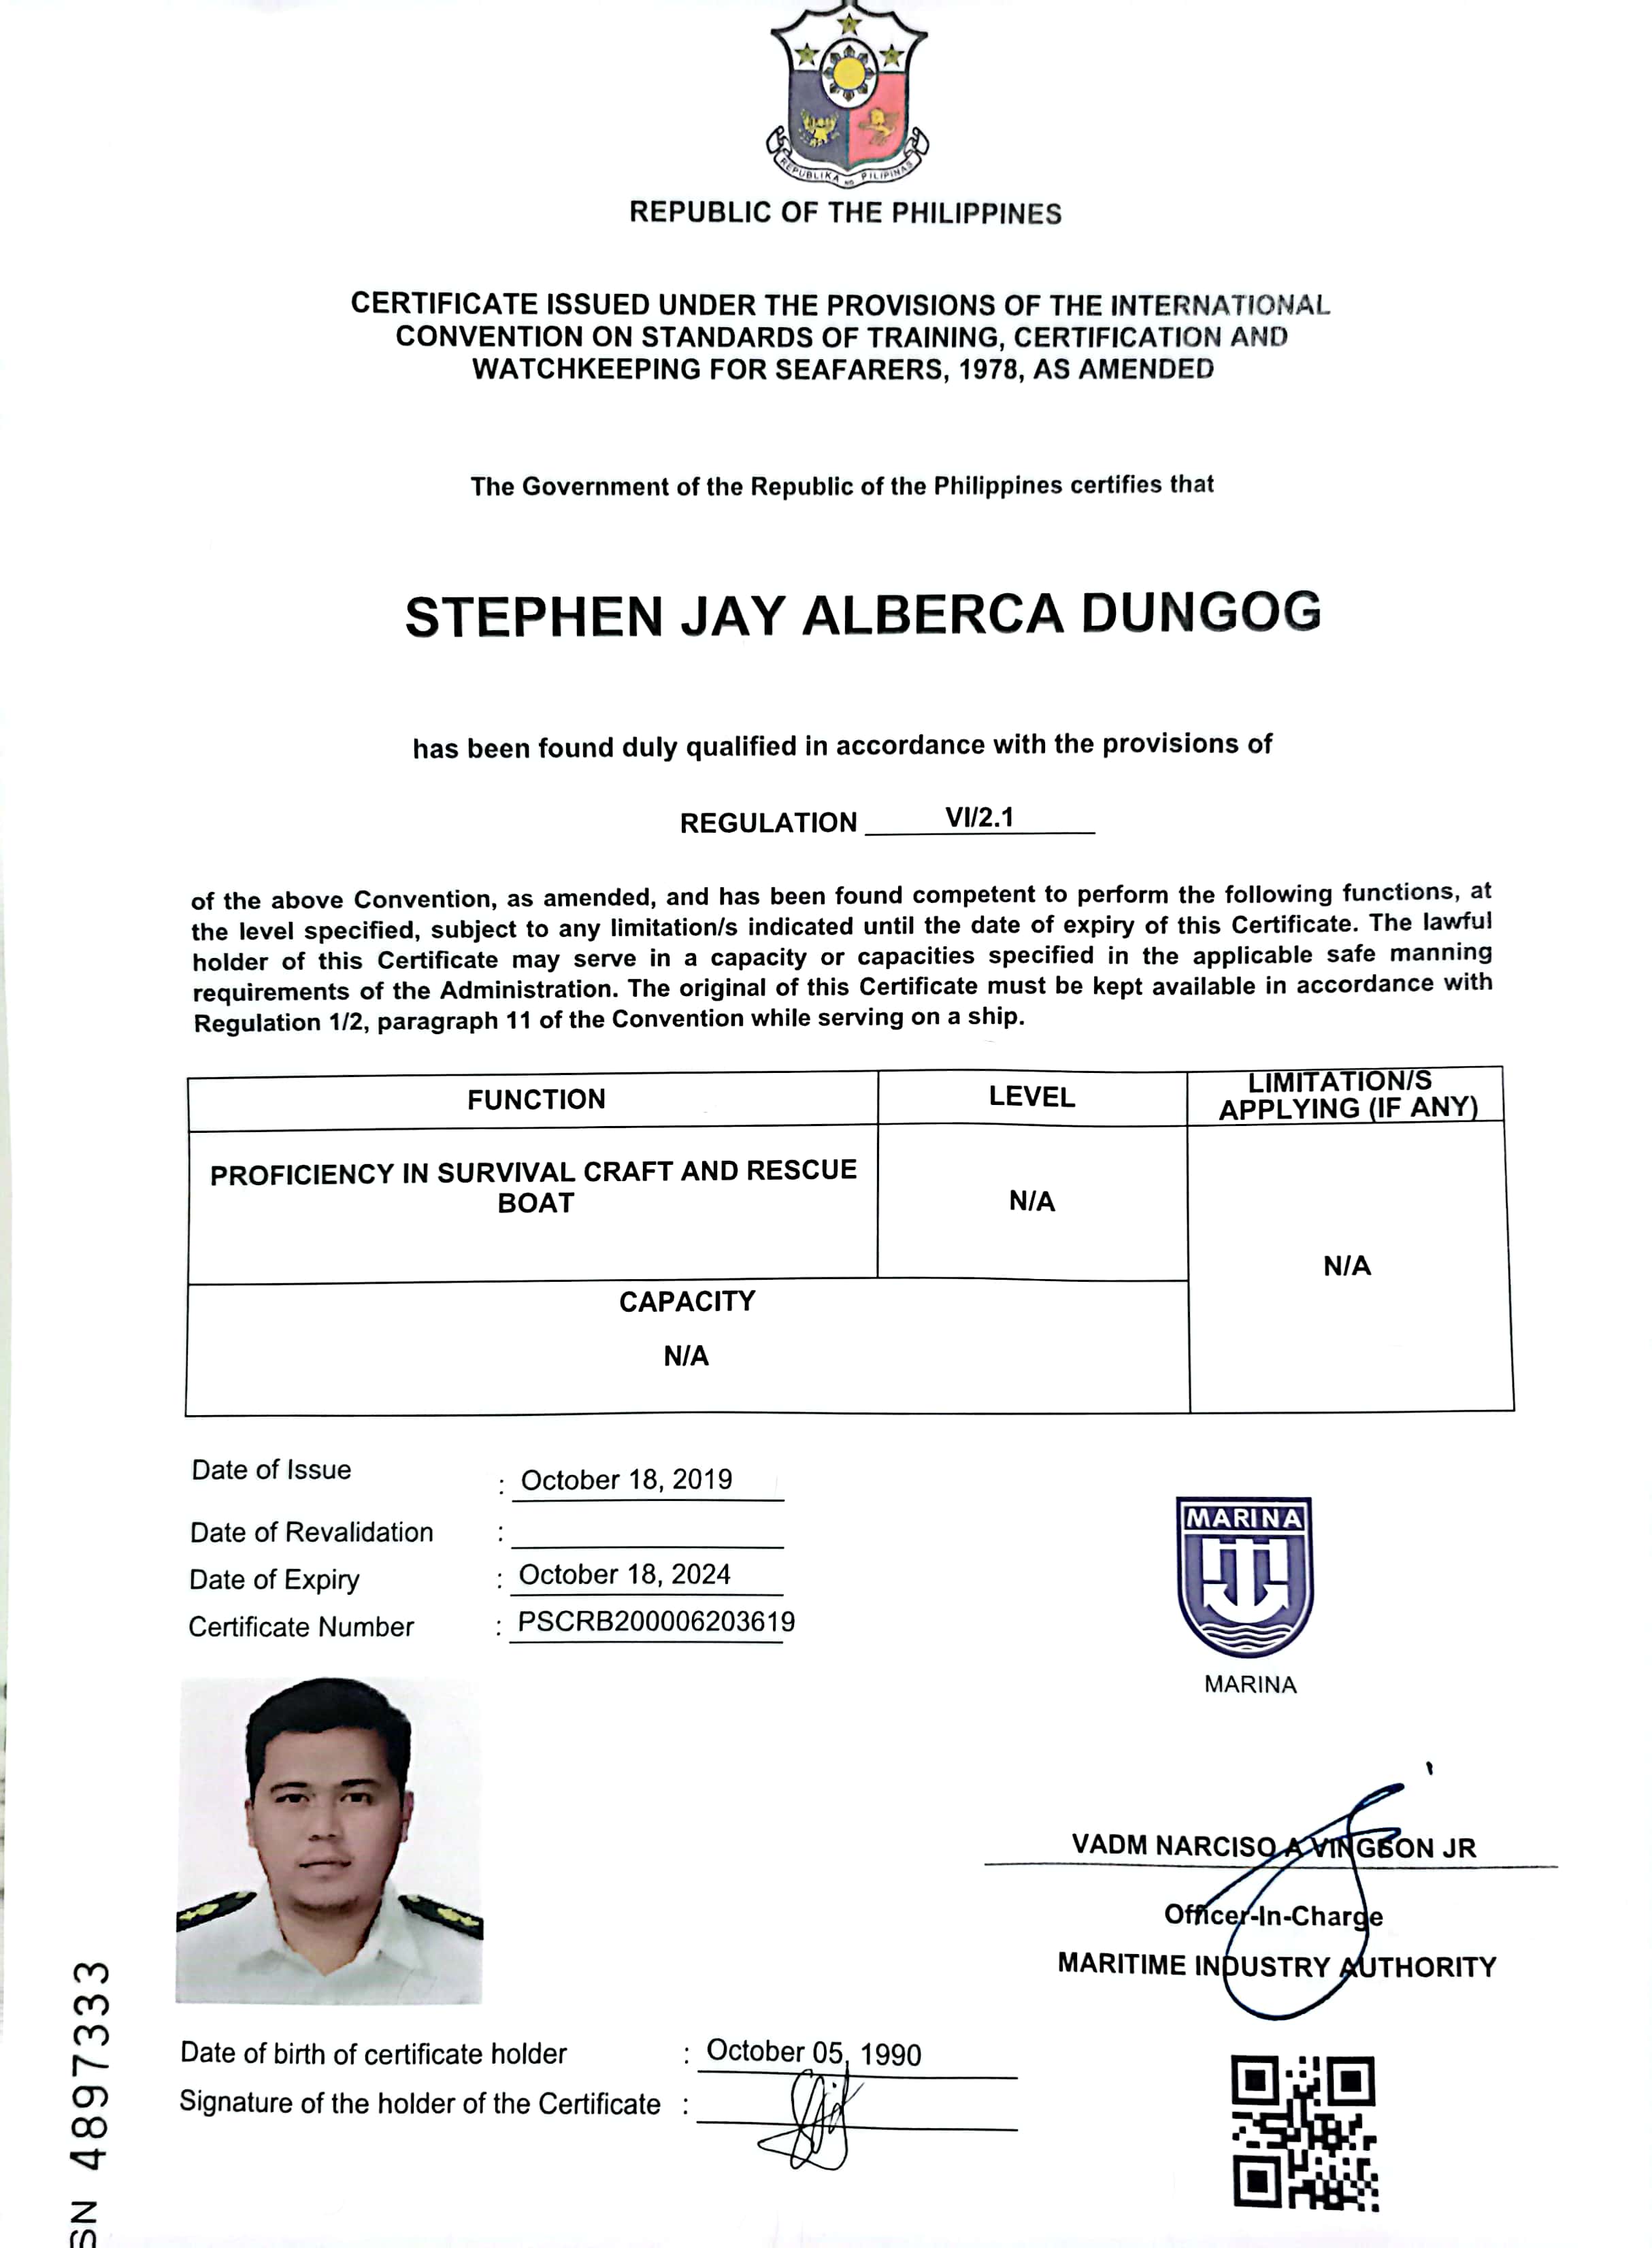 REPUBLIKA NG PILIPINAS
REPUBLIC OF THE PHILIPPINES
CERTIFICATE ISSUED UNDER THE PROVISIONS OF THE INTERNATIONAL
CONVENTION ON STANDARDS OF TRAINING, CERTIFICATION AND
WATCHKEEPING FOR SEAFARERS, 1978, AS AMENDED
The Government of the Republic of the Philippines certifies that
STEPHEN JAY ALBERCA DUNGOG
has been found duly qualified in accordance with the provisions of
REGULATION VI/2.1
of the above Convention, as amended, and has been found competent to perform the following functions, at
the level specified, subject to any limitation/s indicated until the date of expiry of this Certificate. The lawful
holder of this Certificate may serve in a capacity or capacities specified in the applicable safe manning
requirements of the Administration. The original of this Certificate must be kept available in accordance with
Regulation 1/2, paragraph 11 of the Convention while serving on a ship.
FUNCTION LEVEL LIMITATION/S
APPLYING (IF ANY)
PROFICIENCY IN SURVIVAL CRAFT AND RESCUE
BOAT
N/A
N/A
CAPACITY
N/A
Date of Issue : October 18, 2019
Date of Revalidation :
Date of Expiry : October 18, 2024
Certificate Number : PSCRB200006203619
MARINA
MARINA
VADM NARCISO A VINGSON JR
Officer-In-Charge
MARITIME INDUSTRY AUTHORITY
Date of birth of certificate holder : October 05, 1990
Signature of the holder of the Certificate :
SN 4897333